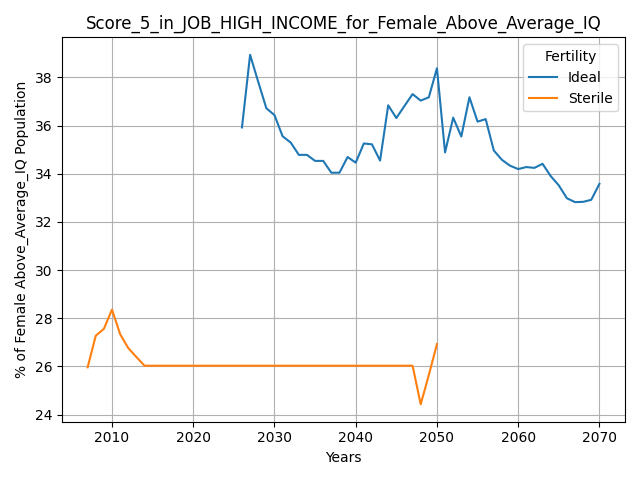 Score_5_in_JOB_HIGH_INCOME_for_Female_Above_Average_IQ
% of Female Above_Average_IQ Population
38
36
34
32
30
28
26
24
Fertility
Ideal
Sterile
2010 2020 2030 2040 2050 2060 2070
Years